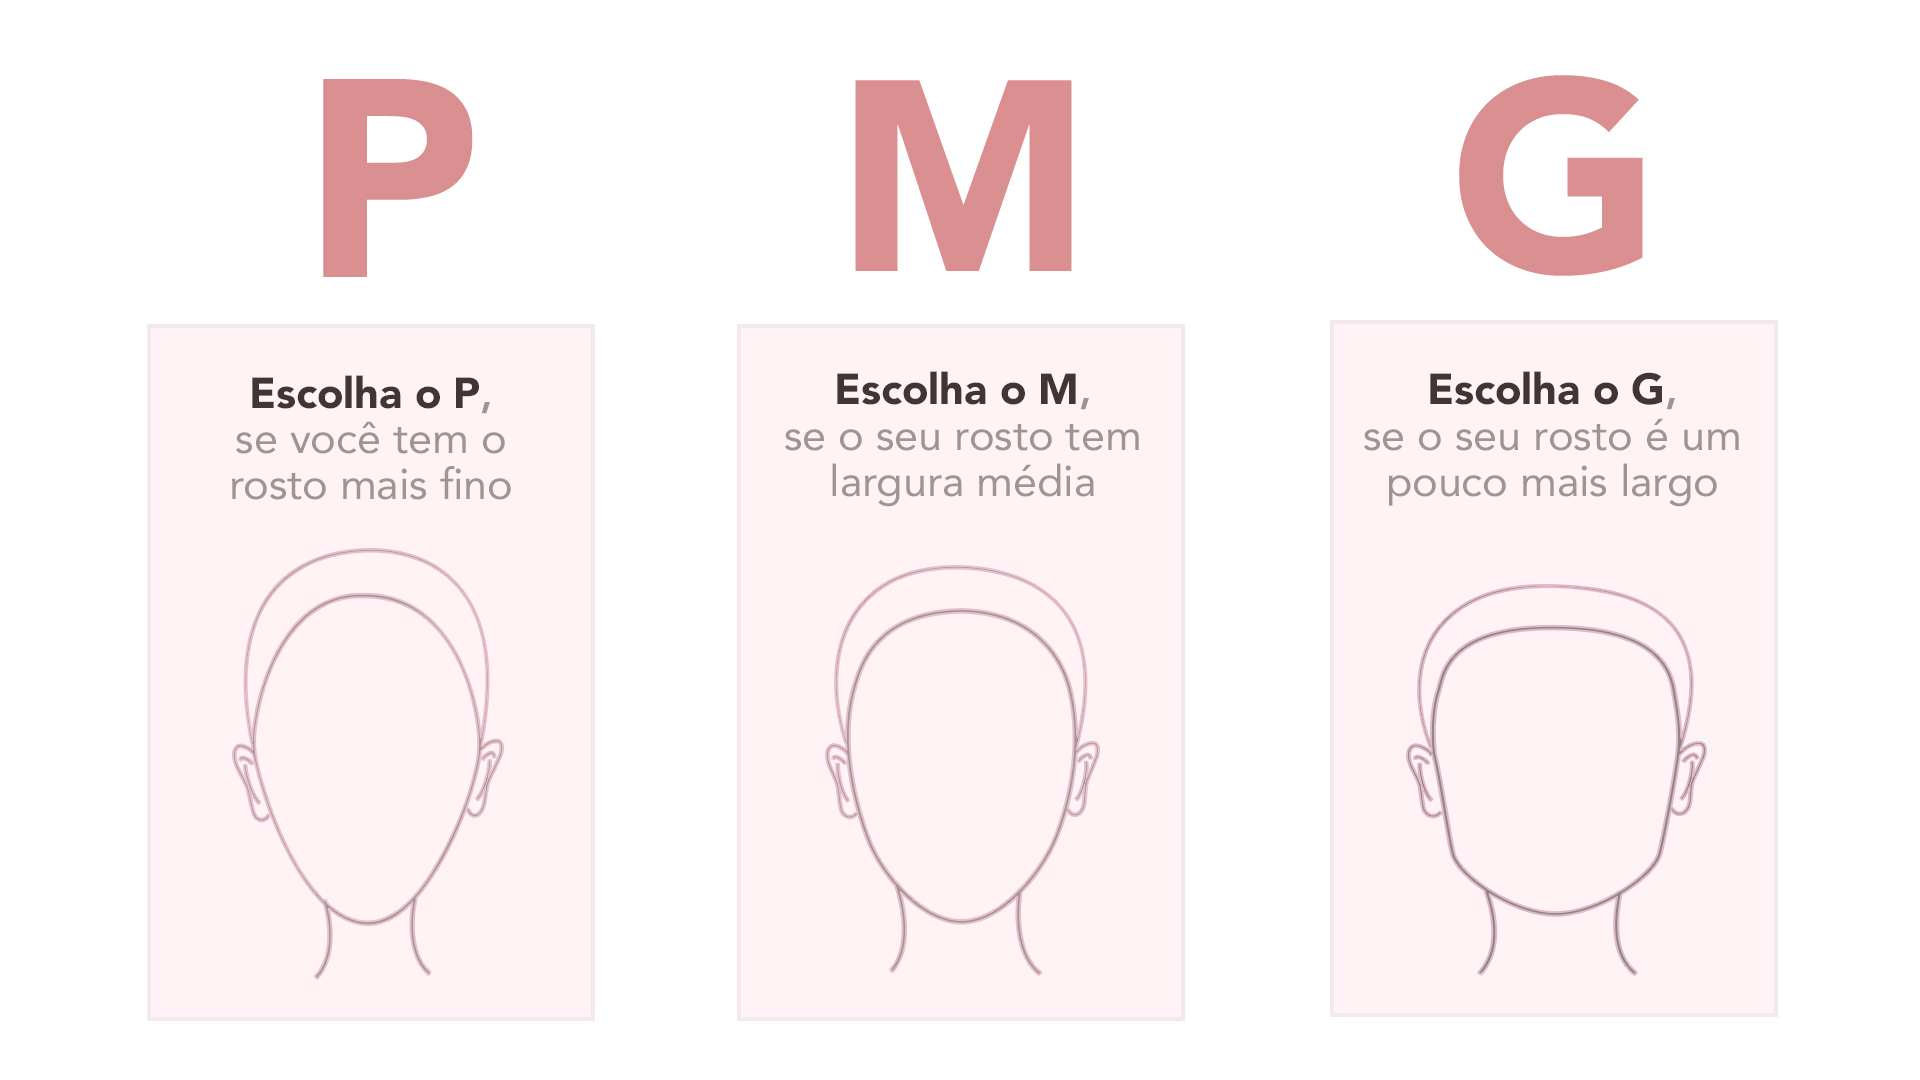 P
M
G
Escolha o P,
se você tem o
rosto mais fino
Escolha o M,
se o seu rosto tem
largura média
Escolha o G,
se o seu rosto é um
pouco mais largo